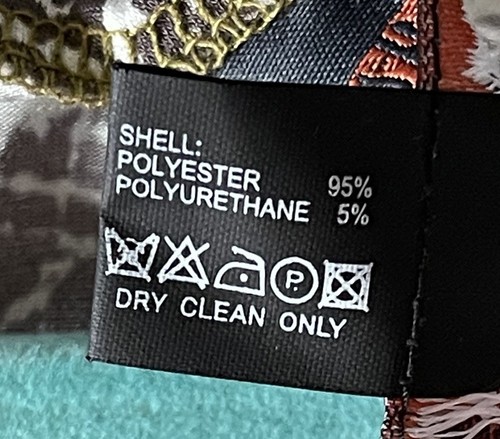 SHELL:
POLYESTER 95%
POLYURETHANE 5%
P
DRY CLEAN ONLY